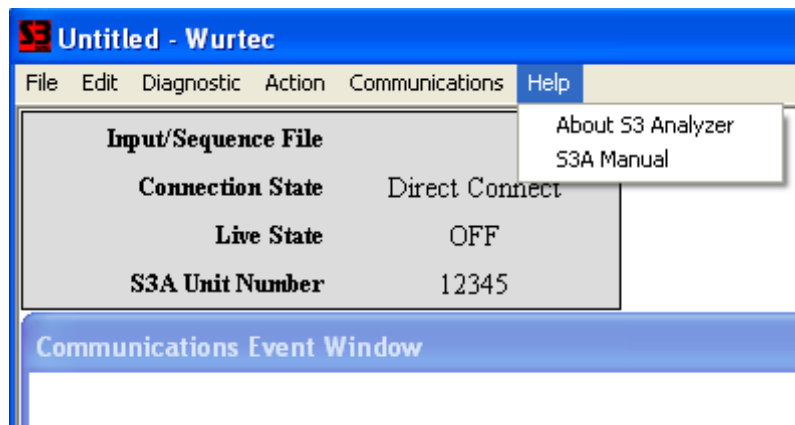 S3 Untitled - Wurtec
File Edit Diagnostic Action Communications Help
About S3 Analyzer
S3A Manual
Input/Sequence File
Connection State Direct Connect
Live State OFF
S3A Unit Number 12345
Communications Event Window